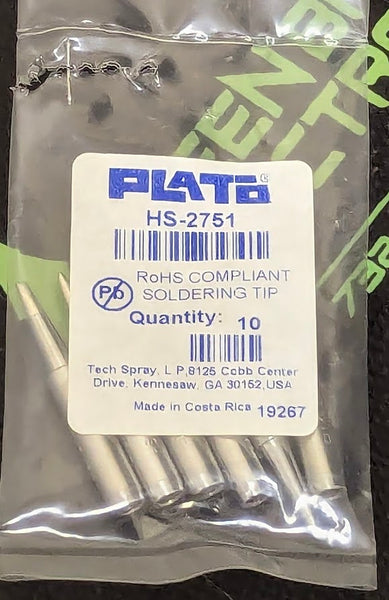 PLATO®
HS-2751
Pb
RoHS COMPLIANT
SOLDERING TIP
Quantity: 10
Tech Spray, L P,8125 Cobb Center
Drive, Kennesaw, GA 30152,USA
Made in Costa Rica 19267